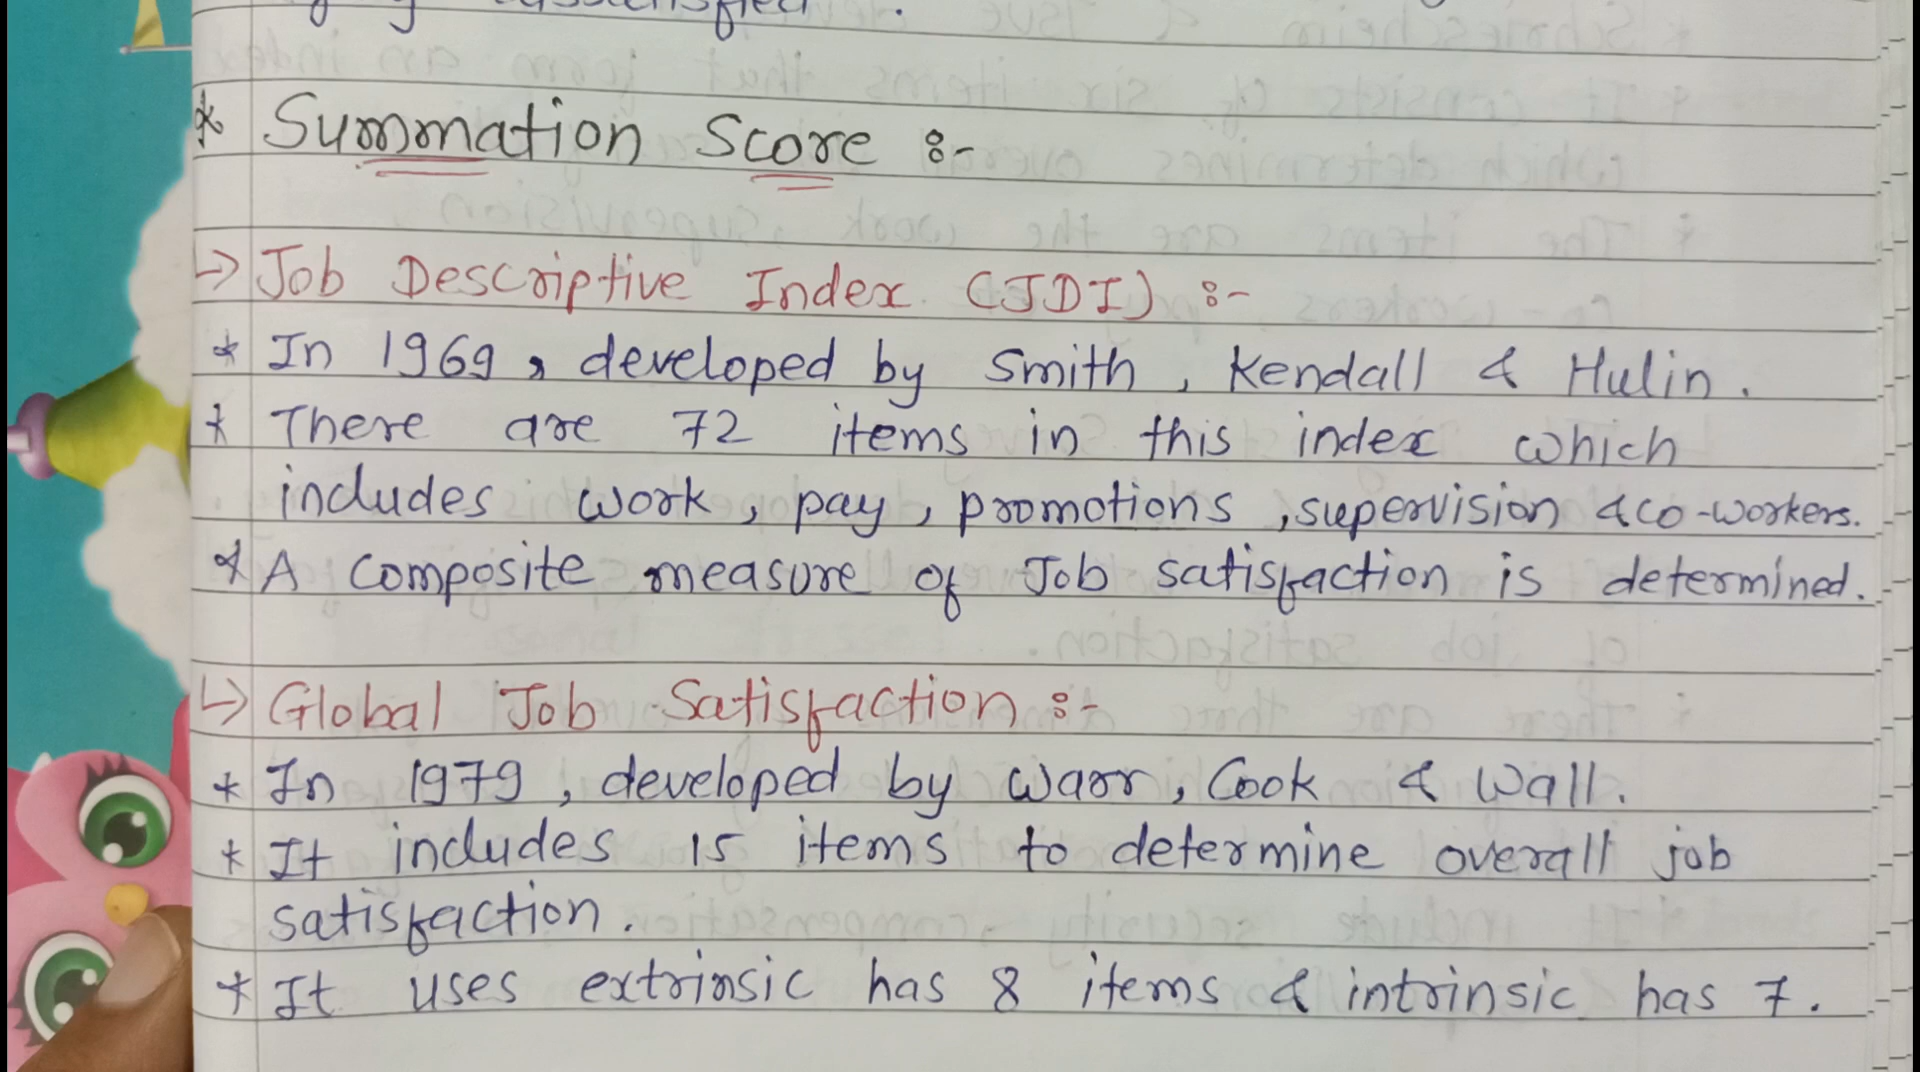 * Summation Score :-
→ Job Descriptive Index (JDI) :-
* In 1969, developed by Smith, Kendall & Hulin.
* There are 72 items in this index which
includes work, pay, promotions, supervision & co-workers.
* A composite measure of Job satisfaction is determined.
↳ Global Job Satisfaction :-
* In 1979, developed by Warr, Cook & Wall.
* It includes 15 items to determine overall job
satisfaction.
* It uses extrinsic has 8 items & intrinsic has 7.